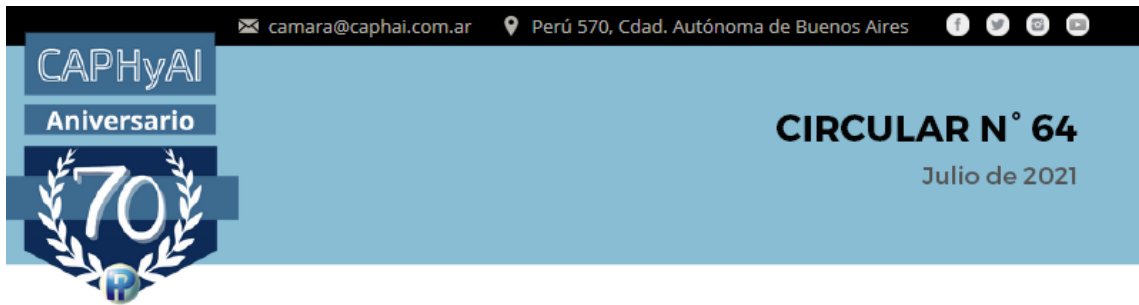 camara@caphai.com.ar Perú 570, Cdad. Autónoma de Buenos Aires
CAPHyAI
Aniversario
70
CIRCULAR N° 64
Julio de 2021